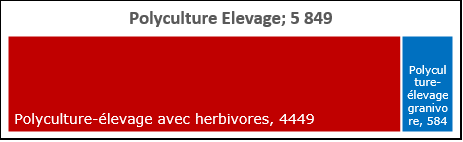 Polyculture Elevage; 5 849
Polyculture-élevage avec herbivores, 4449
Polycul
ture-
élevage
granivo
re, 584